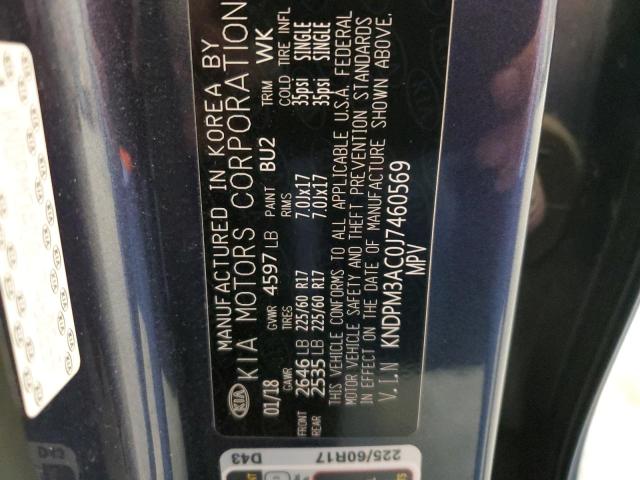 MANUFACTURED IN KOREA BY
KIA KIA MOTORS CORPORATION
01/18 GVWR 4597 LB PAINT BU2 TRIM WK
GAWR TIRES RIMS COLD TIRE INFL
FRONT 2646 LB 225/60 R17 7.0JX17 35psi SINGLE
REAR 2535 LB 225/60 R17 7.0JX17 35psi SINGLE
THIS VEHICLE CONFORMS TO ALL APPLICABLE U.S.A. FEDERAL
MOTOR VEHICLE SAFETY AND THEFT PREVENTION STANDARDS
IN EFFECT ON THE DATE OF MANUFACTURE SHOWN ABOVE.
V.I.N KNDPM3AC0J7460569
MPV
D43
225/60R17